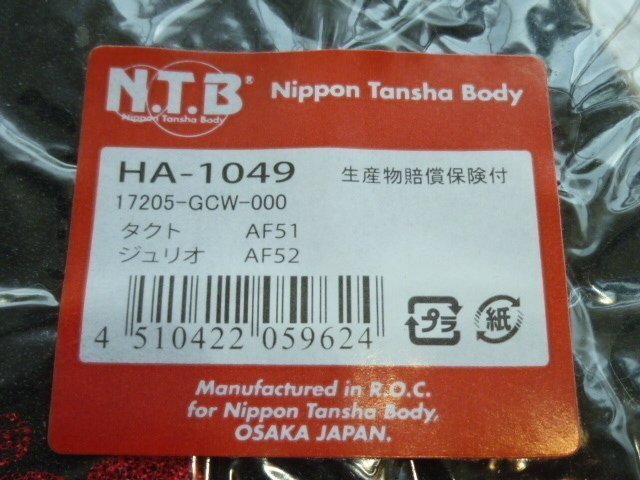 N.T.B®
Nippon Tansha Body
Nippon Tansha Body
HA-1049 生産物賠償保険付
17205-GCW-000
タクト AF51
ジュリオ AF52
4 510422 059624
プラ
紙
Manufactured in R.O.C.
for Nippon Tansha Body,
OSAKA JAPAN.